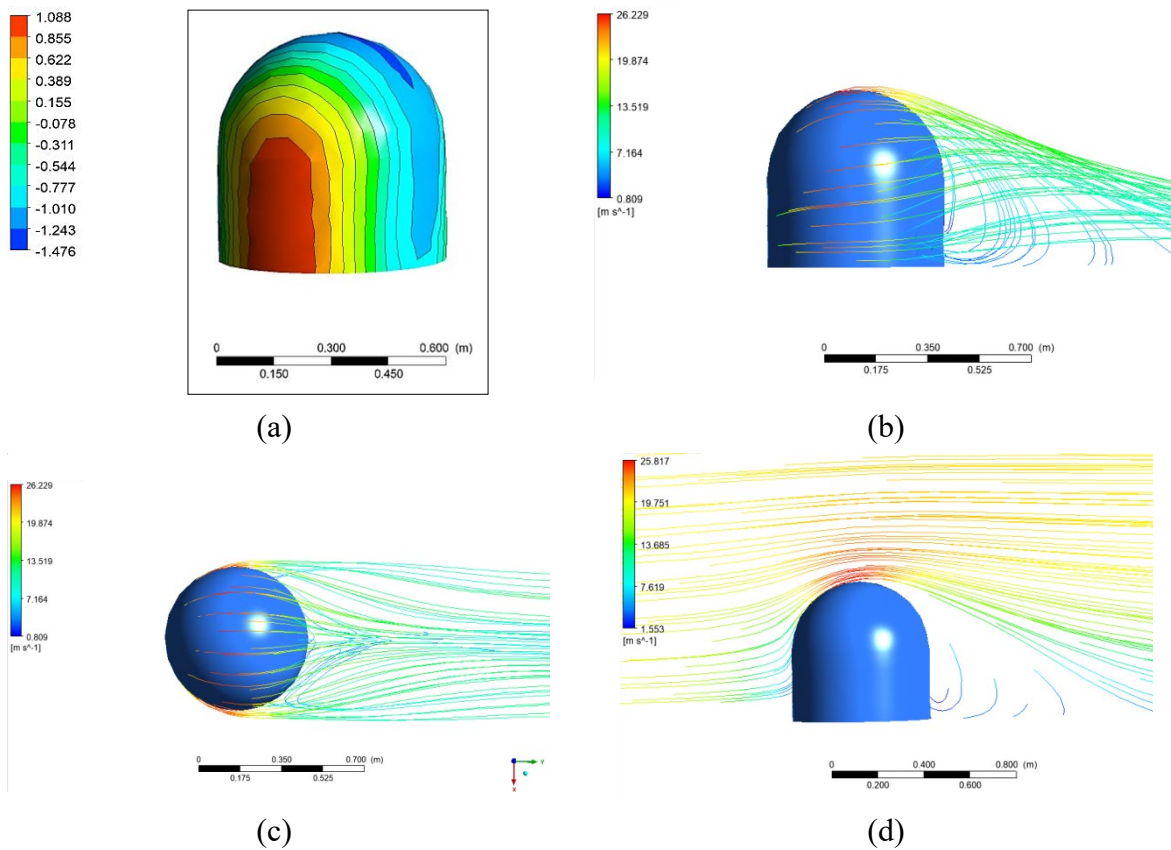 1.088
0.855
0.622
0.389
0.155
-0.078
-0.311
-0.544
-0.777
-1.010
-1.243
-1.476
0 0.300 0.600 (m)
0.150 0.450
(a)
26.229
19.874
13.519
7.164
0.809
[m s^-1]
0 0.350 0.700 (m)
0.175 0.525
(b)
26.229
19.874
13.519
7.164
0.809
[m s^-1]
0 0.350 0.700 (m)
0.175 0.525
Y
X
(c)
25.817
19.751
13.685
7.619
1.553
[m s^-1]
0 0.400 0.800 (m)
0.200 0.600
(d)